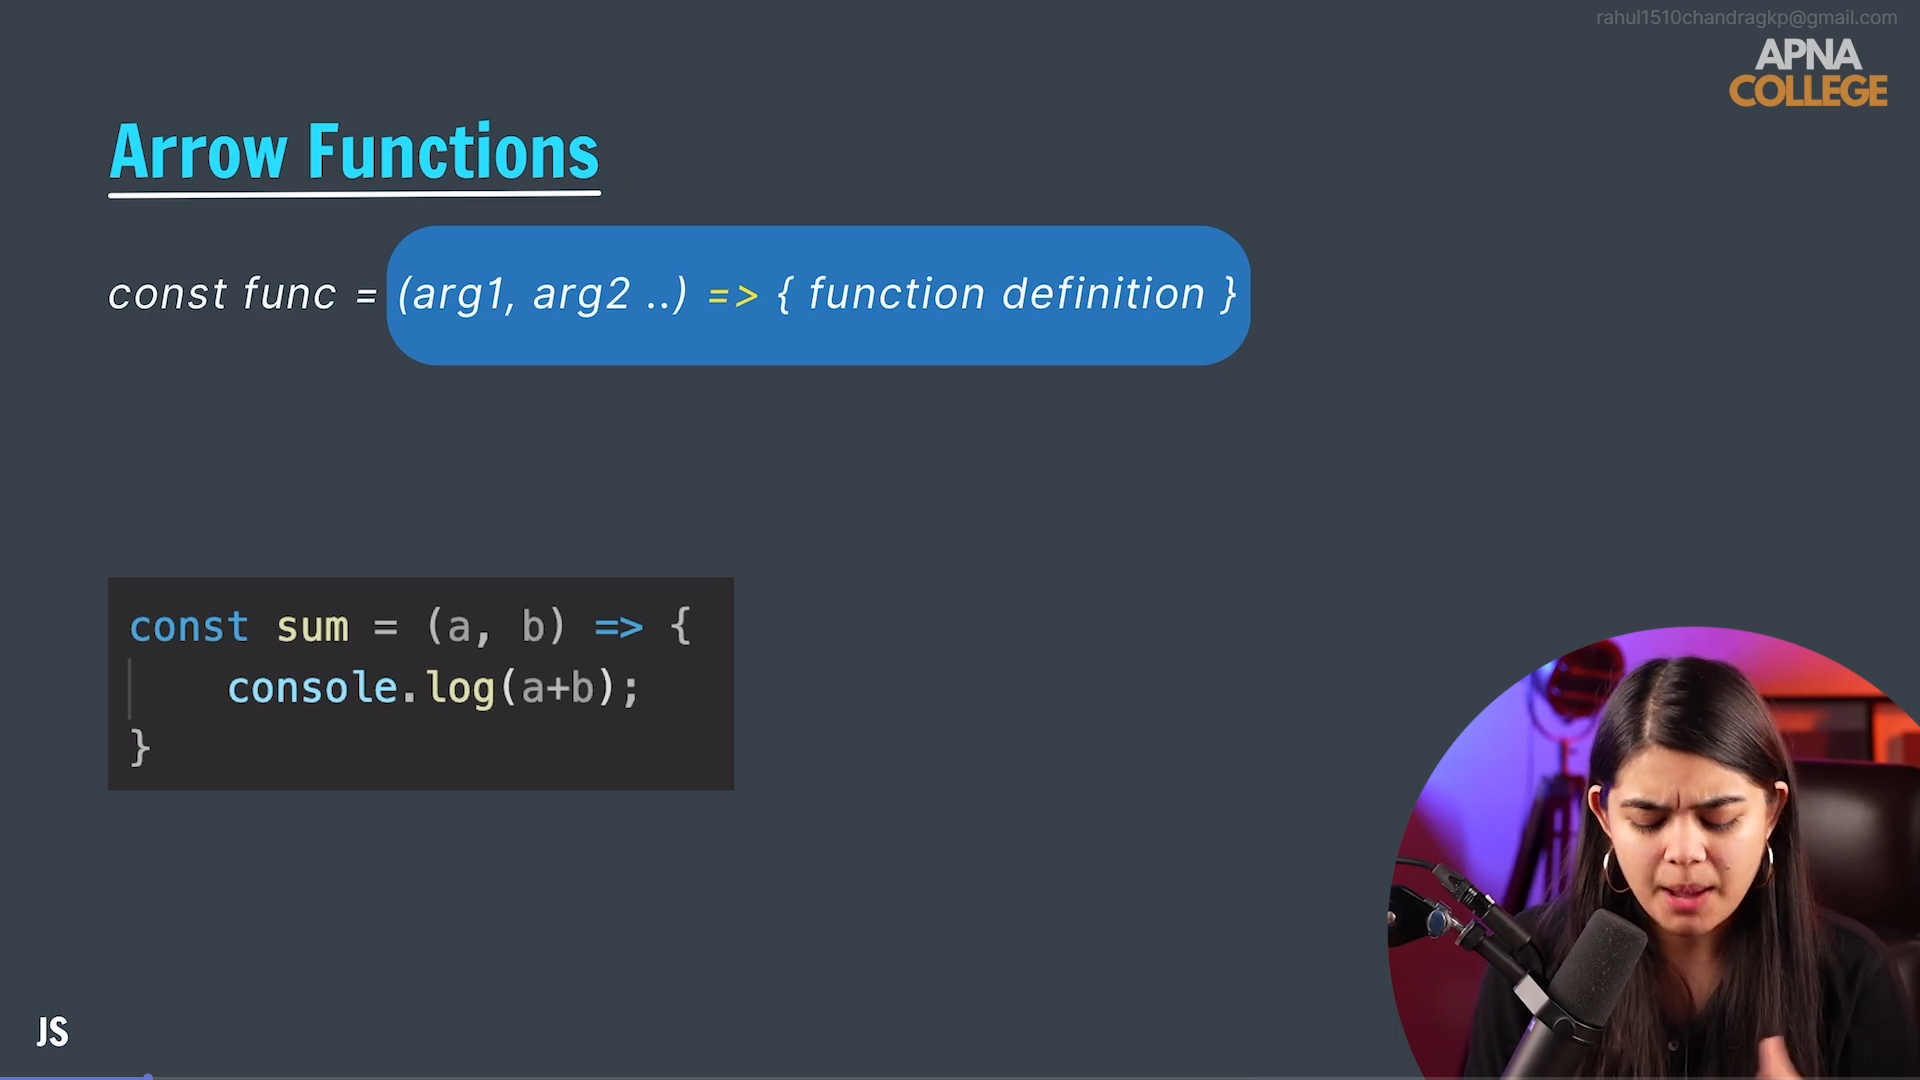 rahul1510chandragkp@gmail.com
APNA
COLLEGE
Arrow Functions
const func = (arg1, arg2 ..) => { function definition }
const sum = (a, b) => {
console.log(a+b);
}
JS